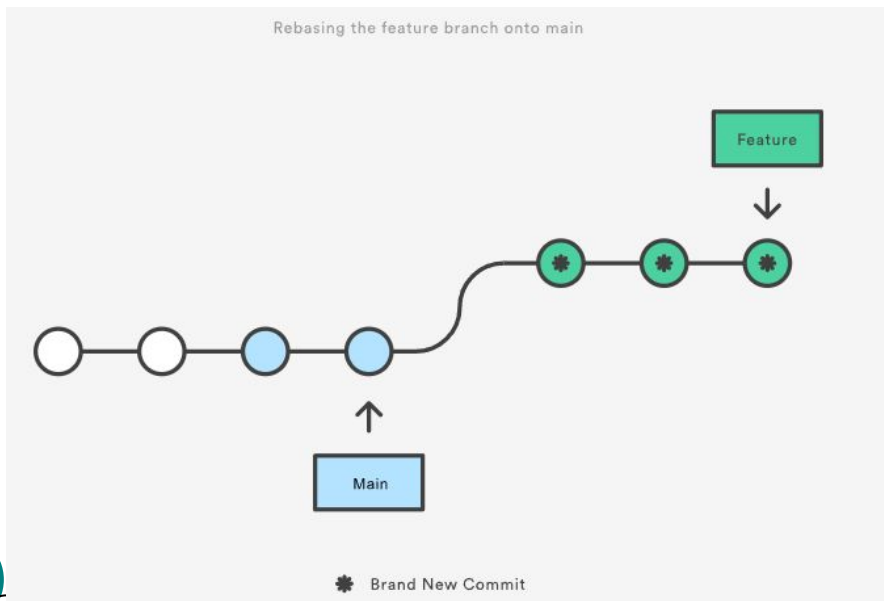 Rebasing the feature branch onto main
Feature
Main
Brand New Commit